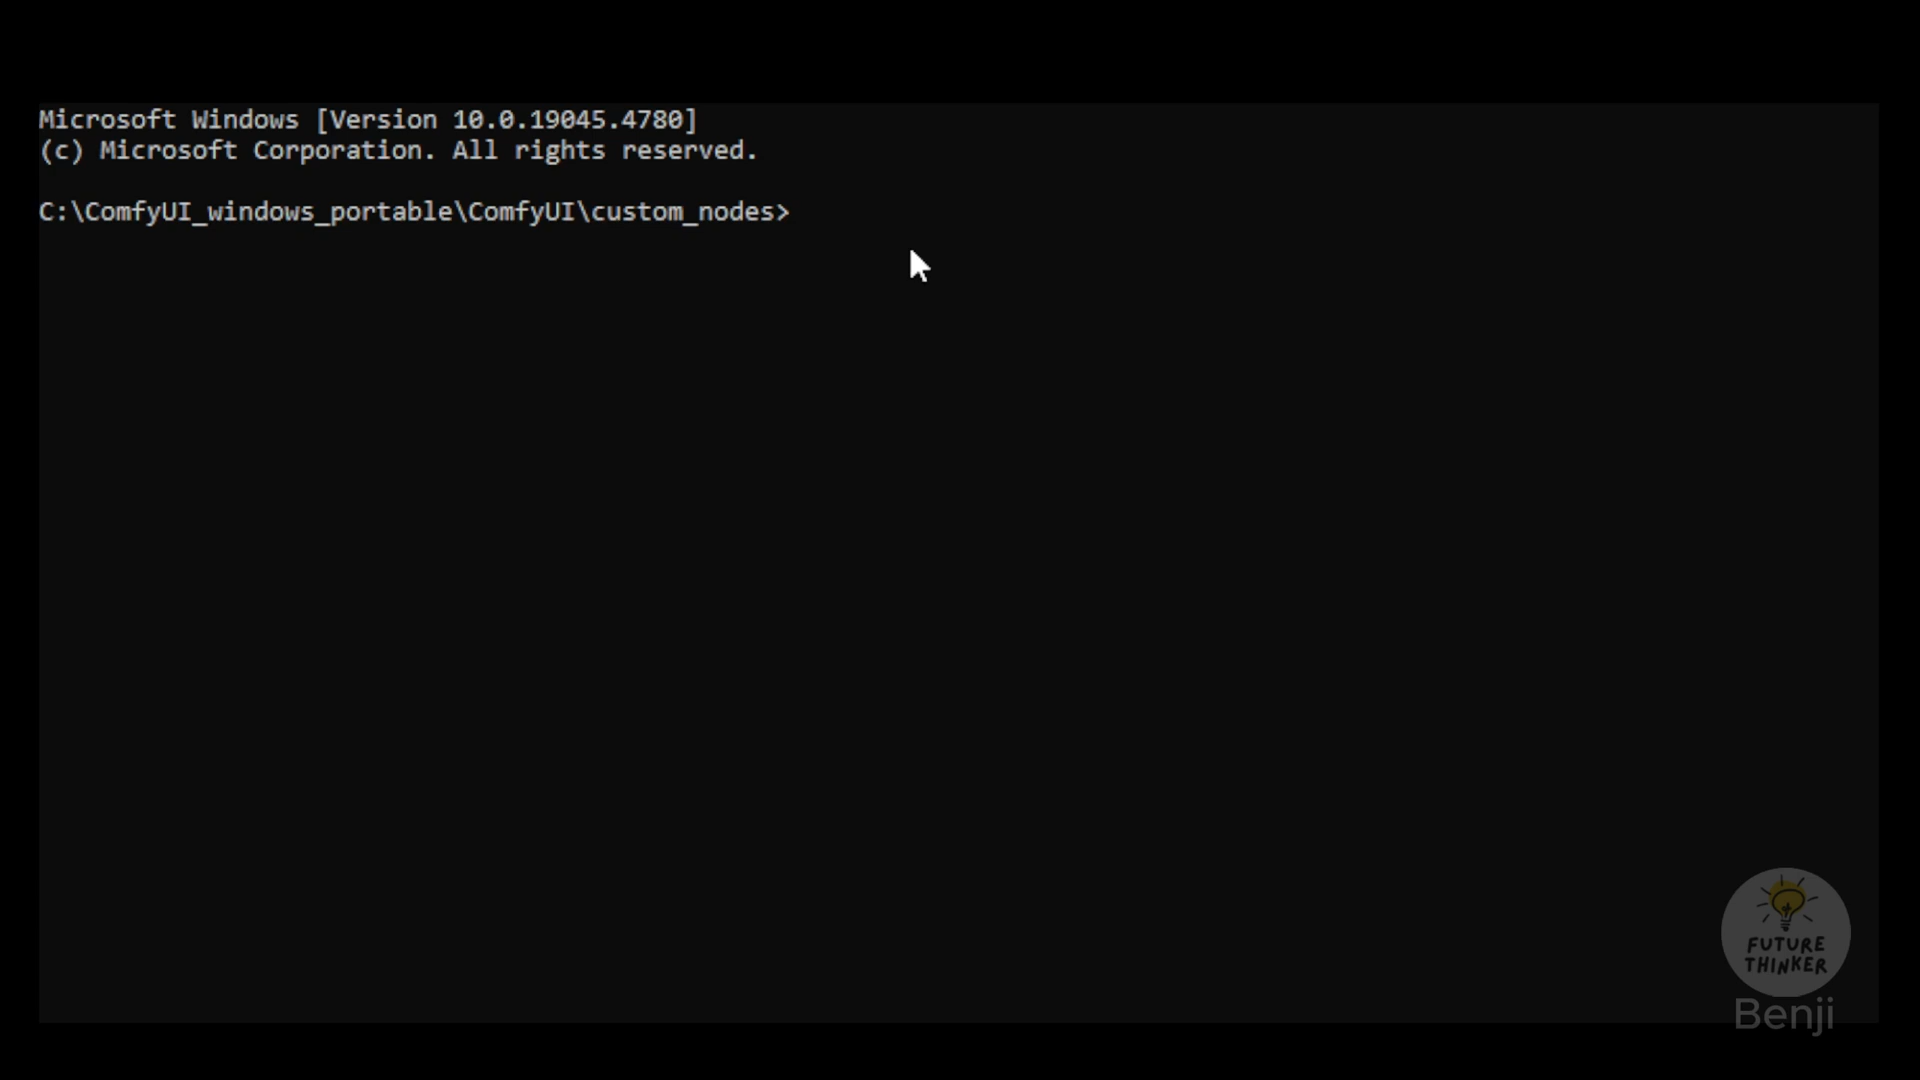 Microsoft Windows [Version 10.0.19045.4780]
(c) Microsoft Corporation. All rights reserved.
C:\ComfyUI_windows_portable\ComfyUI\custom_nodes>
FUTURE
THINKER
Benji